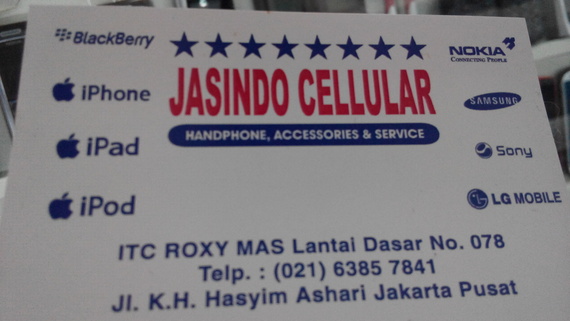 BlackBerry
iPhone
iPad
iPod
JASINDO CELLULAR
HANDPHONE, ACCESSORIES & SERVICE
NOKIA
CONNECTING PEOPLE
SAMSUNG
Sony
LG MOBILE
ITC ROXY MAS Lantai Dasar No. 078
Telp. : (021) 6385 7841
Jl. K.H. Hasyim Ashari Jakarta Pusat